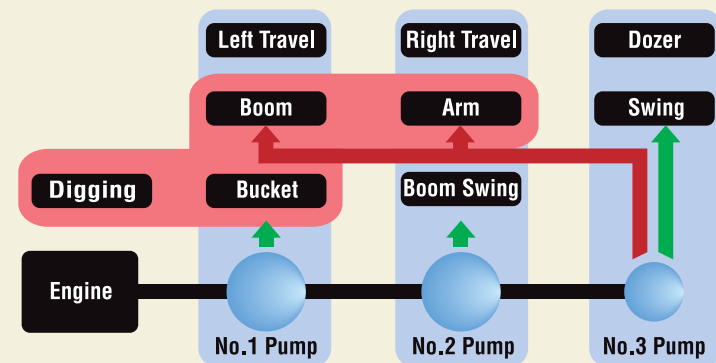 Left Travel
Right Travel
Dozer
Boom
Arm
Swing
Digging
Bucket
Boom Swing
Engine
No.1 Pump
No.2 Pump
No.3 Pump